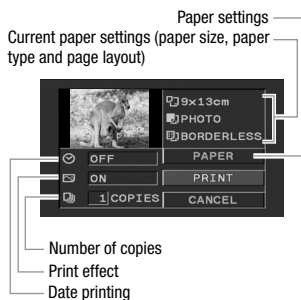 Paper settings
Current paper settings (paper size, paper
type and page layout)
9x13cm
PHOTO
BORDERLESS
OFF
PAPER
ON
PRINT
1 COPIES
CANCEL
Number of copies
Print effect
Date printing